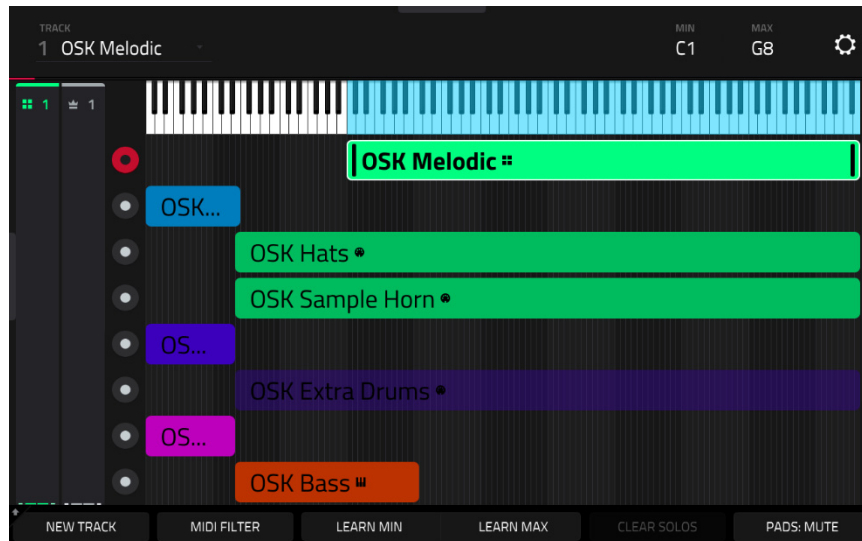 TRACK
1 OSK Melodic
MIN
C1
MAX
G8
1
1
OSK Melodic
OSK...
OSK Hats
OSK Sample Horn
OS...
OSK Extra Drums
OS...
OSK Bass
NEW TRACK
MIDI FILTER
LEARN MIN
LEARN MAX
CLEAR SOLOS
PADS: MUTE